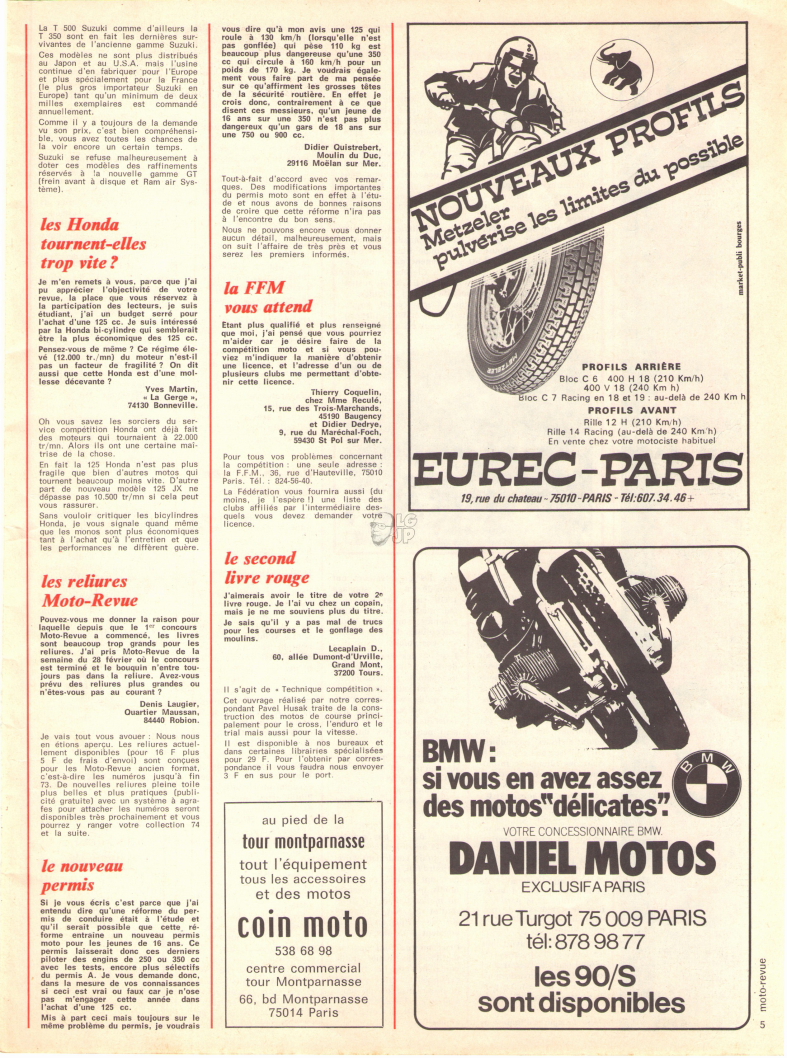 La T 500 Suzuki comme d'ailleurs la
T 350 sont en fait les dernières sur-
vivantes de l'ancienne gamme Suzuki.
Ces modèles ne sont plus distribués
au Japon et au U.S.A. mais l'usine
continue d'en fabriquer pour l'Europe
et plus spécialement pour la France
(le plus gros importateur Suzuki en
Europe) tant qu'un minimum de deux
milles exemplaires est commandé
annuellement.
Comme il y a toujours de la demande
vu son prix, c'est bien compréhensi-
ble, vous avez toutes les chances de
la voir encore un certain temps.
Suzuki se refuse malheureusement à
doter ces modèles des raffinements
réservés à la nouvelle gamme GT
(frein avant à disque et Ram air Sys-
tème).
les Honda
tournent-elles
trop vite ?
Je m'en remets à vous, parce que j'ai
pu apprécier l'objectivité de votre
revue, la place que vous réservez à
la participation des lecteurs, je suis
étudiant, j'ai un budget serré pour
l'achat d'une 125 cc. Je suis intéressé
par la Honda bi-cylindre qui semblerait
être la plus économique des 125 cc.
Pensez-vous de même ? Ce régime éle-
vé (12.000 tr./mn) du moteur n'est-il
pas un facteur de fragilité ? On dit
aussi que cette Honda est d'une mol-
lesse décevante ?
Yves Martin,
« La Gerge »,
74130 Bonneville.
Oh vous savez les sorciers du ser-
vice compétition Honda ont déjà fait
des moteurs qui tournaient à 22.000
tr/mn. Alors ils ont une certaine maî-
trise de la chose.
En fait la 125 Honda n'est pas plus
fragile que bien d'autres motos qui
tournent beaucoup moins vite. D'autre
part de nouveau modèle 125 JX ne
dépasse pas 10.500 tr/mn si cela peut
vous rassurer.
Sans vouloir critiquer les bicylindres
Honda, je vous signale quand même
que les monos sont plus économiques
tant à l'achat qu'à l'entretien et que
les performances ne diffèrent guère.
les reliures
Moto-Revue
Pouvez-vous me donner la raison pour
laquelle depuis que le 1er concours
Moto-Revue a commencé, les livres
sont beaucoup trop grands pour les
reliures. J'ai pris Moto-Revue de la
semaine du 28 février où le concours
est terminé et le bouquin n'entre tou-
jours pas dans la reliure. Avez-vous
prévu des reliures plus grandes ou
n'êtes-vous pas au courant ?
Denis Laugier,
Quartier Maussan,
84440 Robion.
Je vais tout vous avouer : Nous nous
en étions aperçu. Les reliures actuel-
lement disponibles (pour 16 F plus
5 F de frais d'envoi) sont conçues
pour les Moto-Revue ancien format,
c'est-à-dire les numéros jusqu'à fin
73. De nouvelles reliures pleine toile
plus belles et plus pratiques (publi-
cité gratuite) avec un système à agra-
fes pour attacher les numéros seront
disponibles très prochainement et vous
pourrez y ranger votre collection 74
et la suite.
le nouveau
permis
Si je vous écris c'est parce que j'ai
entendu dire qu'une réforme du per-
mis de conduire était à l'étude et
qu'il serait possible que cette ré-
forme entraine un nouveau permis
moto pour les jeunes de 16 ans. Ce
permis laisserait donc ces derniers
piloter des engins de 250 ou 350 cc
avec les tests, encore plus sélectifs
du permis A. Je vous demande donc,
dans la mesure de vos connaissances
si ceci est vrai ou faux car je n'ose
pas m'engager cette année dans
l'achat d'une 125 cc.
Mis à part ceci mais toujours sur le
même problème du permis, je voudrais
vous dire qu'à mon avis une 125 qui
roule à 130 km/h (lorsqu'elle n'est
pas gonflée) qui pèse 110 kg est
beaucoup plus dangereuse qu'une 350
cc qui circule à 160 km/h pour un
poids de 170 kg. Je voudrais égale-
ment vous faire part de ma pensée
sur ce qu'affirment les grosses têtes
de la sécurité routière. En effet je
crois donc, contrairement à ce que
disent ces messieurs, qu'un jeune de
16 ans sur une 350 n'est pas plus
dangereux qu'un gars de 18 ans sur
une 750 ou 900 cc.
Didier Quistrebert,
Moulin du Duc,
29116 Moëlan sur Mer.
Tout-à-fait d'accord avec vos remar-
ques. Des modifications importantes
du permis moto sont en effet à l'étu-
de et nous avons de bonnes raisons
de croire que cette réforme n'ira pas
à l'encontre du bon sens.
Nous ne pouvons encore vous donner
aucun détail, malheureusement, mais
on suit l'affaire de très près et vous
serez les premiers informés.
la FFM
vous attend
Etant plus qualifié et plus renseigné
que moi, j'ai pensé que vous pourriez
m'aider car je désire faire de la
compétition moto et si vous pou-
viez m'indiquer la manière d'obtenir
une licence, et l'adresse d'un ou de
plusieurs clubs me permettant d'obte-
nir cette licence.
Thierry Coquelin,
chez Mme Reculé,
15, rue des Trois-Marchands,
45190 Baugency
et Didier Dedrye,
9, rue du Maréchal-Foch,
59430 St Pol sur Mer.
Pour tous vos problèmes concernant
la compétition : une seule adresse :
la F.F.M., 36, rue d'Hauteville, 75010
Paris. Tél. : 824-56-40.
La Fédération vous fournira aussi (du
moins, je l'espère !) une liste des
clubs affiliés par l'intermédiaire des-
quels vous devez demander votre
licence.
le second
livre rouge
J'aimerais avoir le titre de votre 2e
livre rouge. Je l'ai vu chez un copain,
mais je ne me souviens plus du titre.
Je sais qu'il y a pas mal de trucs
pour les courses et le gonflage des
moulins.
Lecaplain D.,
60, allée Dumont-d'Urville,
Grand Mont,
37200 Tours.
Il s'agit de « Technique compétition ».
Cet ouvrage réalisé par notre corres-
pondant Pavel Husak traite de la cons-
truction des motos de course princi-
palement pour le cross, l'enduro et le
trial mais aussi pour la vitesse.
Il est disponible à nos bureaux et
dans certaines librairies spécialisées
pour 29 F. Pour l'obtenir par corres-
pondance il vous faudra nous envoyer
3 F en sus pour le port.
au pied de la
tour montparnasse
tout l'équipement
tous les accessoires
et des motos
coin moto
538 68 98
centre commercial
tour Montparnasse
66, bd Montparnasse
75014 Paris
NOUVEAUX PROFILS
Metzeler
pulvérise les limites du possible
market-publi bourges
METZELER
PROFILS ARRIÈRE
Bloc C 6 400 H 18 (210 Km/h)
400 V 18 (240 Km h)
Bloc C 7 Racing en 18 et 19 : au-delà de 240 Km h
PROFILS AVANT
Rille 12 H (210 Km/h)
Rille 14 Racing (au-delà de 240 Km/h)
En vente chez votre motociste habituel
EUREC-PARIS
19, rue du chateau - 75010 - PARIS - Tél: 607.34.46+
LG
JP
BMW :
si vous en avez assez
des motos "délicates".
BMW
VOTRE CONCESSIONNAIRE BMW.
DANIEL MOTOS
EXCLUSIF A PARIS
21 rue Turgot 75 009 PARIS
tél: 878 98 77
les 90/S
sont disponibles
moto-revue
5